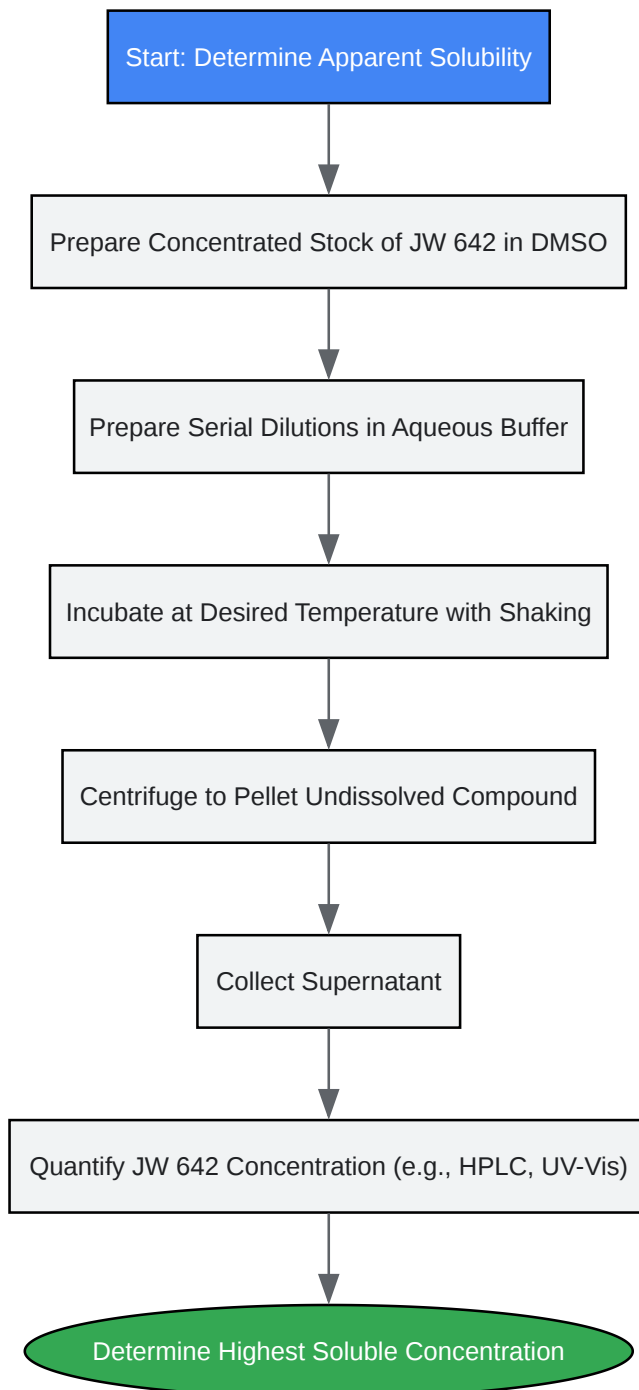 Start: Determine Apparent Solubility
Prepare Concentrated Stock of JW 642 in DMSO
Prepare Serial Dilutions in Aqueous Buffer
Incubate at Desired Temperature with Shaking
Centrifuge to Pellet Undissolved Compound
Collect Supernatant
Quantify JW 642 Concentration (e.g., HPLC, UV-Vis)
Determine Highest Soluble Concentration